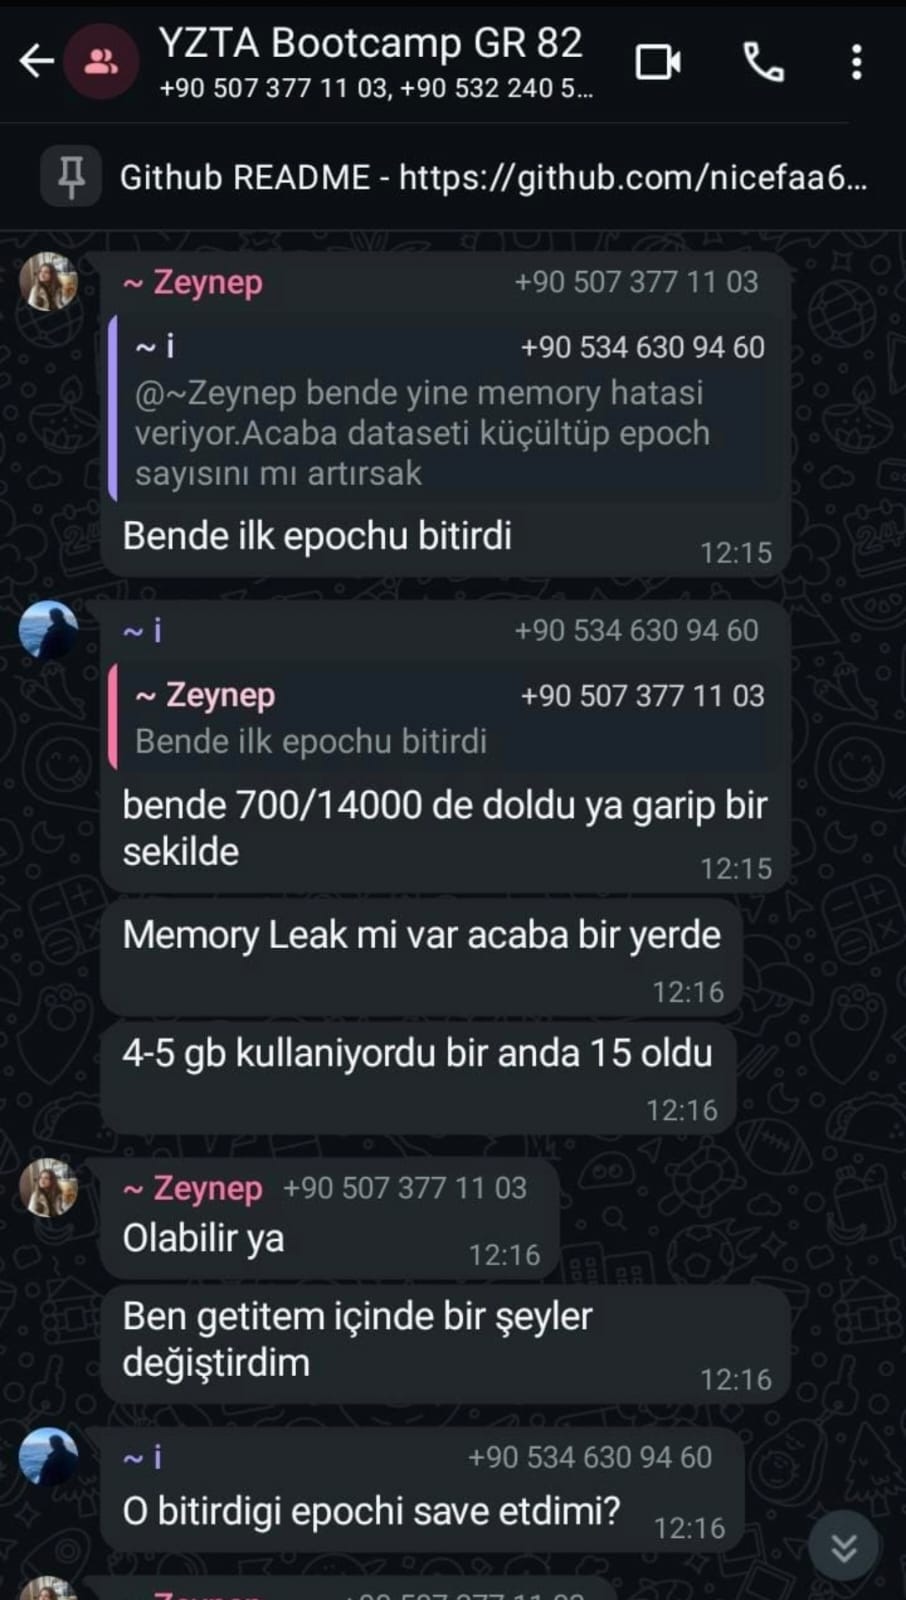 YZTA Bootcamp GR 82
+90 507 377 11 03, +90 532 240 5...
Github README - https://github.com/nicefaa6...
~ Zeynep +90 507 377 11 03
~ i +90 534 630 94 60
@~Zeynep bende yine memory hatasi
veriyor.Acaba dataseti küçültüp epoch
sayısını mı artırsak
Bende ilk epochu bitirdi
12:15
~ i +90 534 630 94 60
~ Zeynep +90 507 377 11 03
Bende ilk epochu bitirdi
bende 700/14000 de doldu ya garip bir
sekilde
12:15
Memory Leak mi var acaba bir yerde
12:16
4-5 gb kullaniyordu bir anda 15 oldu
12:16
~ Zeynep +90 507 377 11 03
Olabilir ya
12:16
Ben getitem içinde bir şeyler
değiştirdim
12:16
~ i +90 534 630 94 60
O bitirdigi epochi save etdimi?
12:16